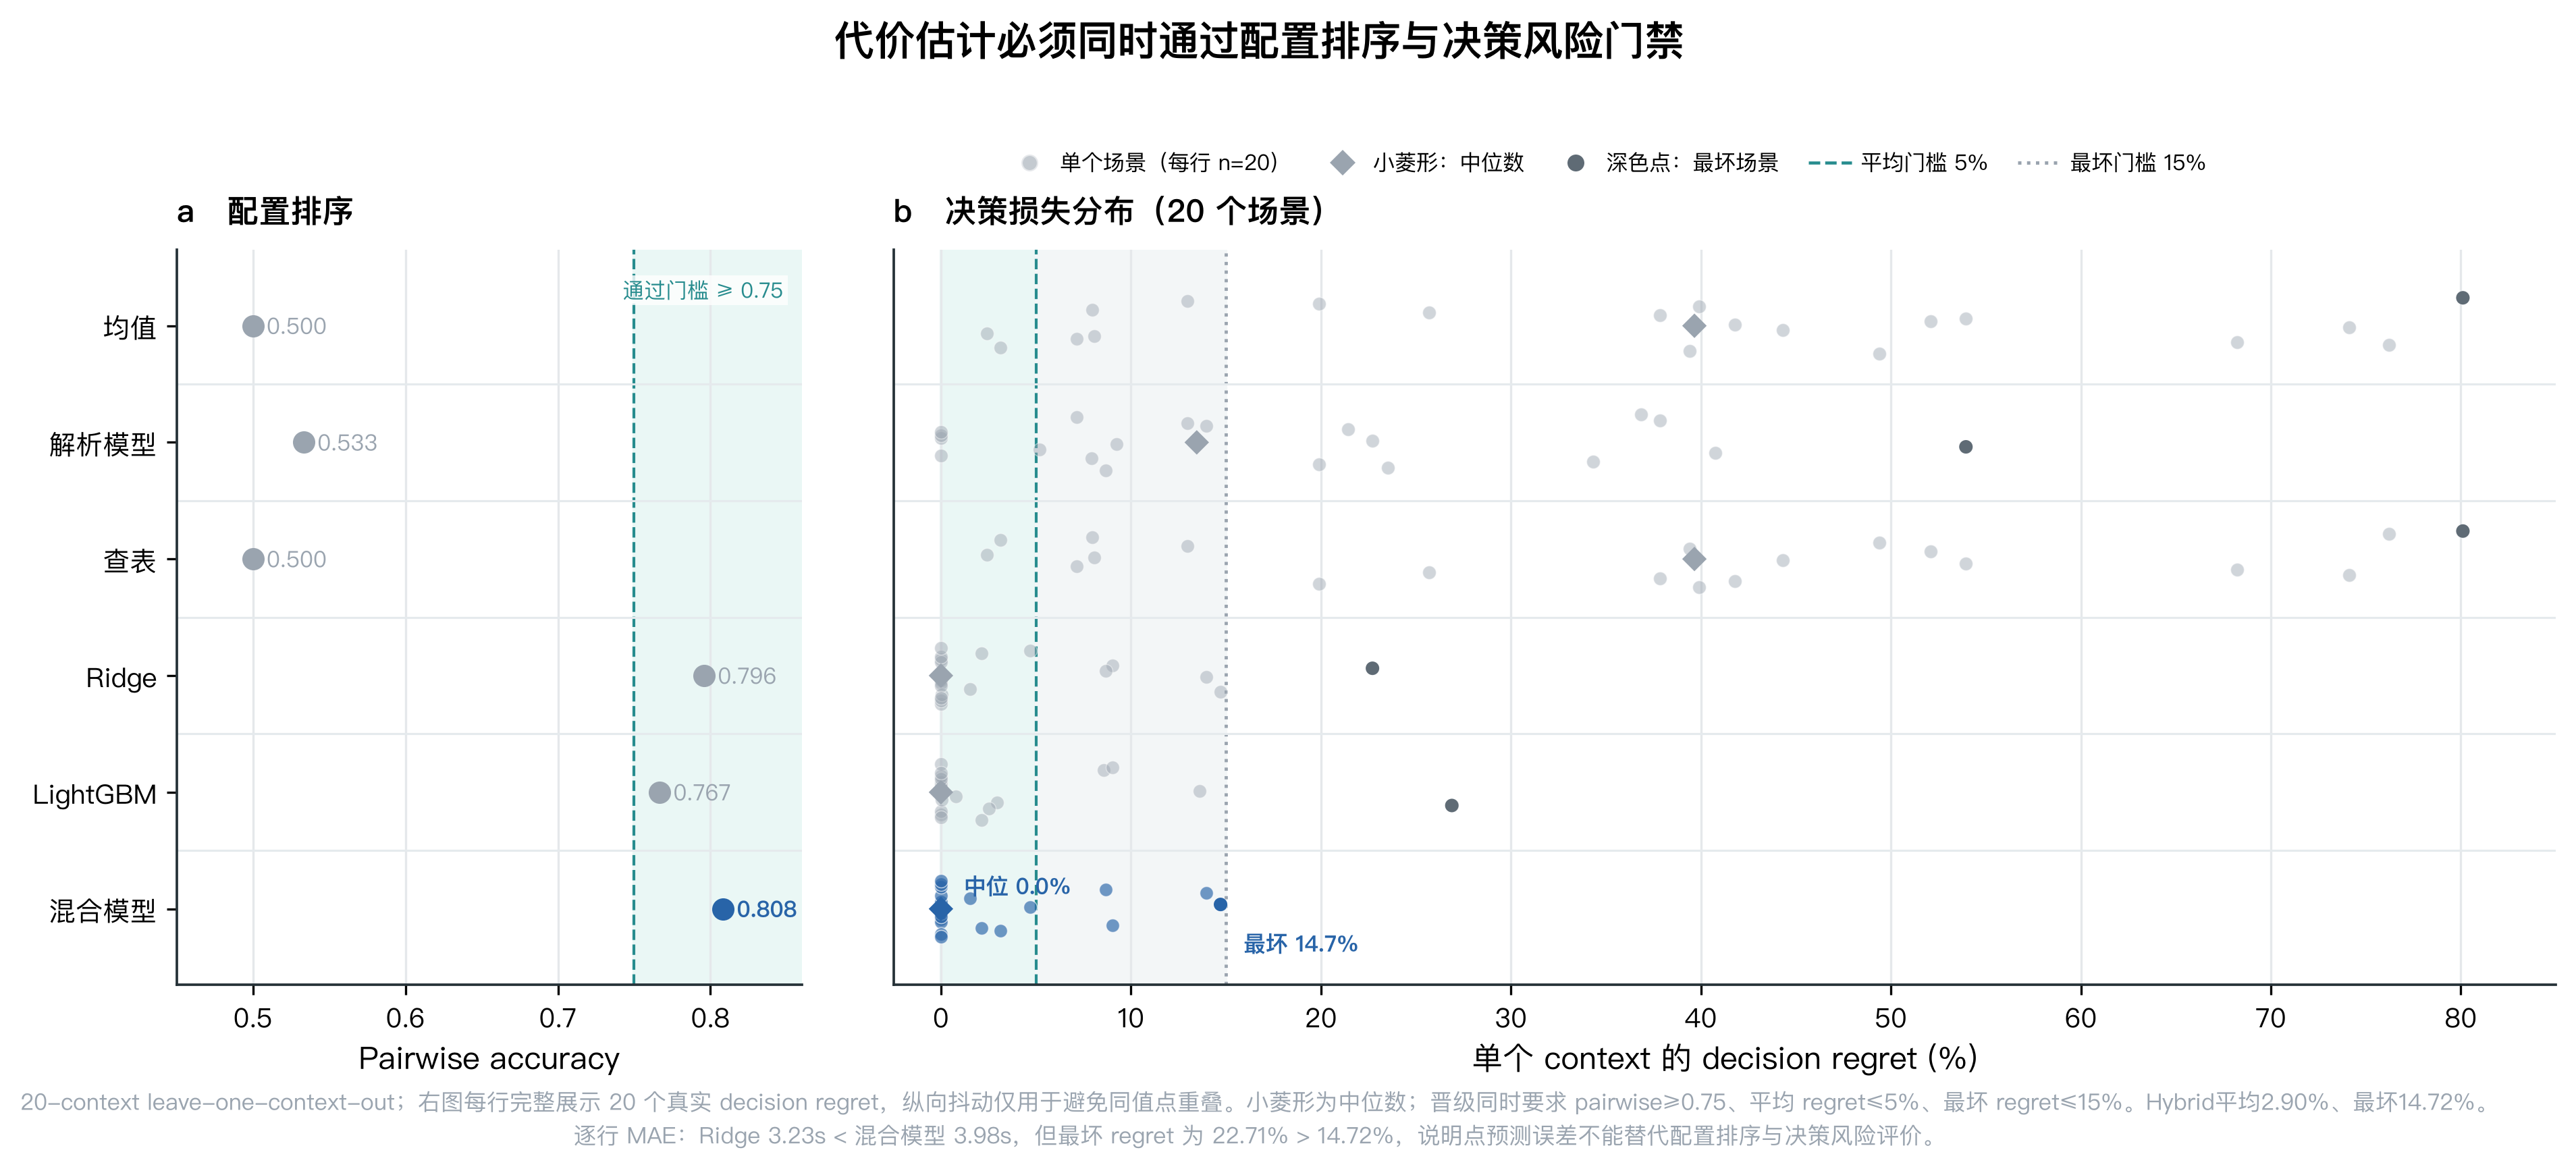 代价估计必须同时通过配置排序与决策风险门禁
单个场景（每行 n=20） 小菱形：中位数 深色点：最坏场景 平均门槛 5% 最坏门槛 15%
a 配置排序
b 决策损失分布（20 个场景）
通过门槛 ≥ 0.75
均值
0.500
解析模型
0.533
查表
0.500
Ridge
0.796
LightGBM
0.767
混合模型
0.808
中位 0.0%
最坏 14.7%
0.5 0.6 0.7 0.8
Pairwise accuracy
0 10 20 30 40 50 60 70 80
单个 context 的 decision regret (%)
20-context leave-one-context-out；右图每行完整展示 20 个真实 decision regret，纵向抖动仅用于避免同值点重叠。小菱形为中位数；晋级同时要求 pairwise≥0.75、平均 regret≤5%、最坏 regret≤15%。Hybrid平均2.90%、最坏14.72%。
逐行 MAE：Ridge 3.23s < 混合模型 3.98s，但最坏 regret 为 22.71% > 14.72%，说明点预测误差不能替代配置排序与决策风险评价。